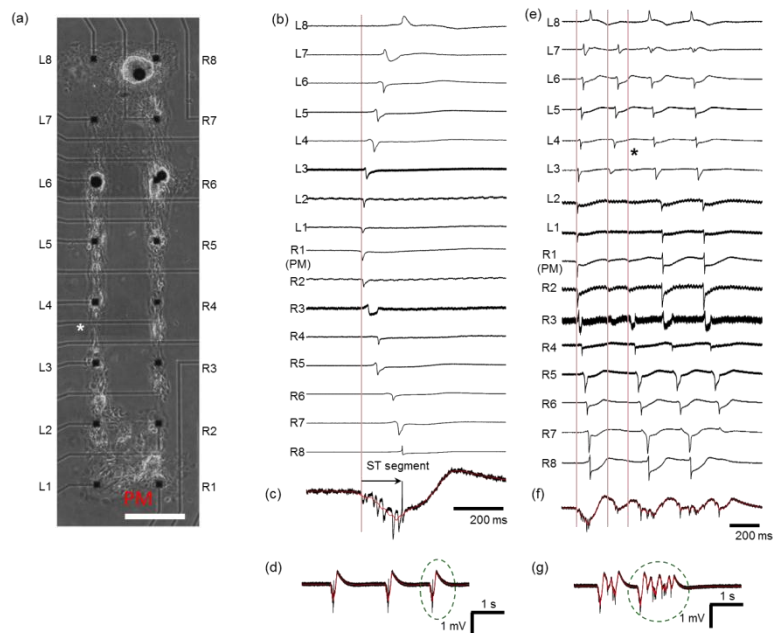 (a)
L8 R8
L7 R7
L6 R6
L5 R5
L4 R4
*
L3 R3
L2 R2
L1 PM R1
(b)
L8
L7
L6
L5
L4
L3
L2
L1
R1
(PM)
R2
R3
R4
R5
R6
R7
R8
ST segment
(c)
200 ms
(d)
1 s
1 mV
(e)
L8
L7
L6
L5
L4
*
L3
L2
L1
R1
(PM)
R2
R3
R4
R5
R6
R7
R8
(f)
200 ms
(g)
1 s
1 mV